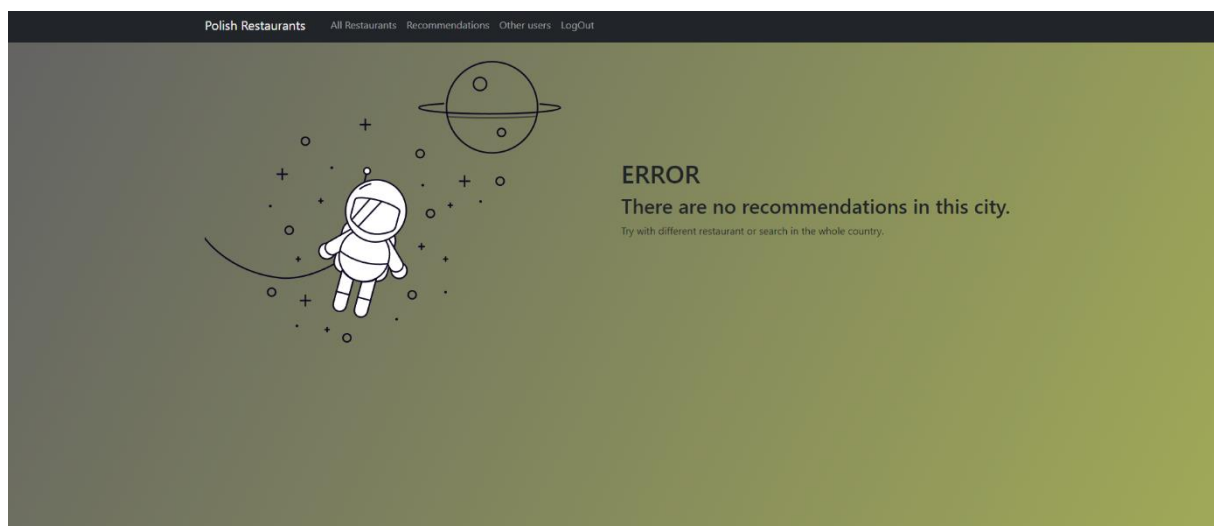 Polish Restaurants All Restaurants Recommendations Other users LogOut
ERROR
There are no recommendations in this city.
Try with different restaurant or search in the whole country.